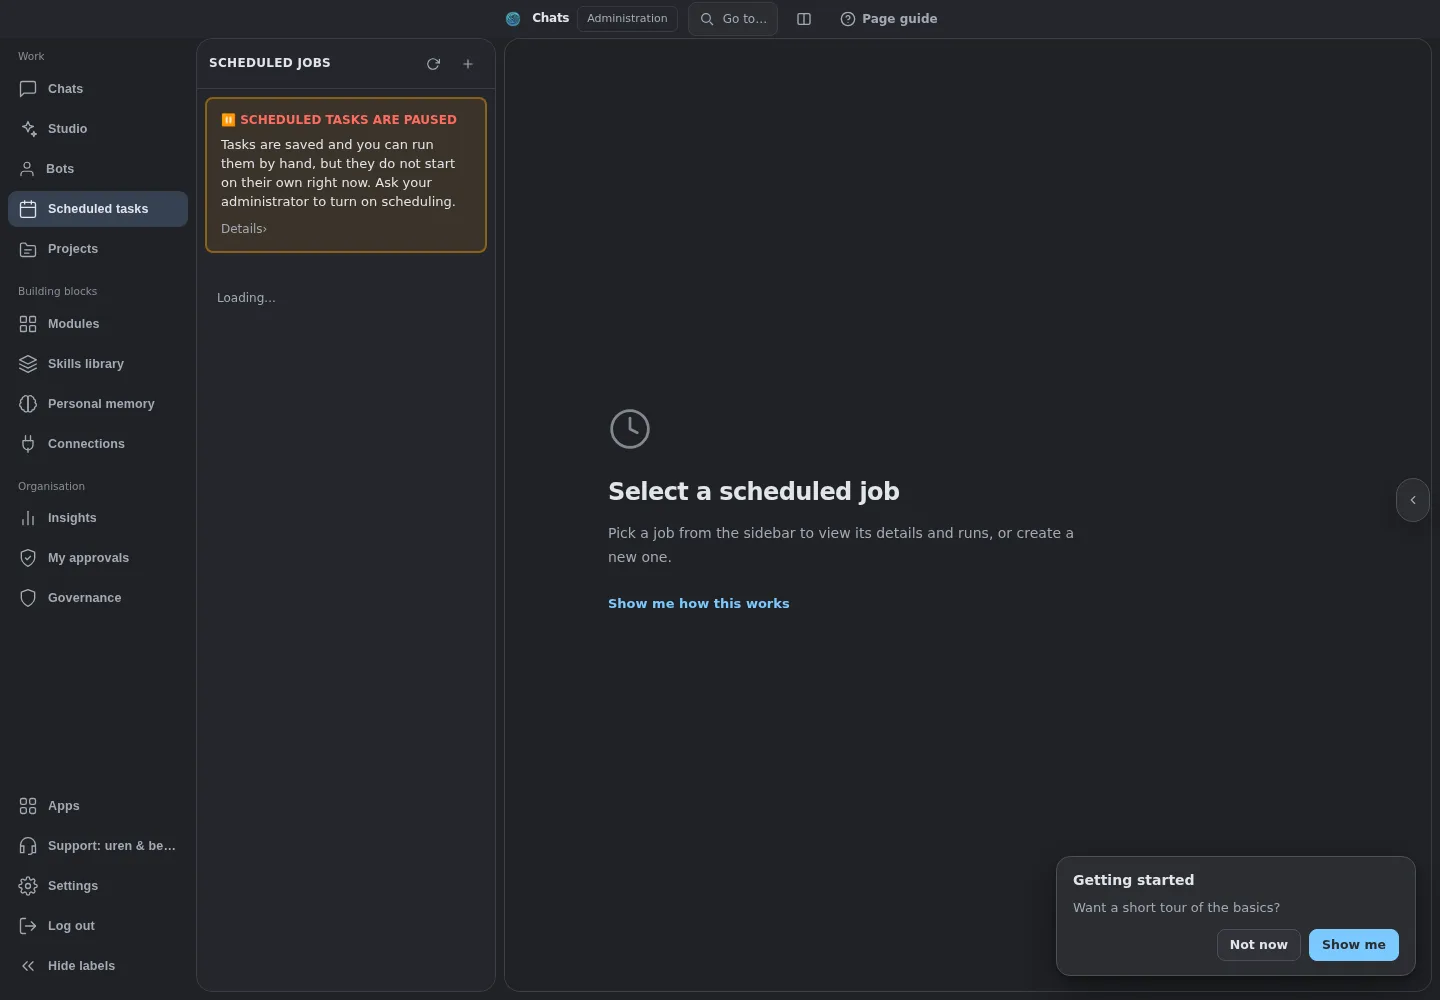 Chats
Administration
Go to...
Page guide
Work
Chats
Studio
Bots
Scheduled tasks
Projects
Building blocks
Modules
Skills library
Personal memory
Connections
Organisation
Insights
My approvals
Governance
Apps
Support: uren & be...
Settings
Log out
Hide labels
SCHEDULED JOBS
SCHEDULED TASKS ARE PAUSED
Tasks are saved and you can run
them by hand, but they do not start
on their own right now. Ask your
administrator to turn on scheduling.
Details›
Loading...
Select a scheduled job
Pick a job from the sidebar to view its details and runs, or create a
new one.
Show me how this works
Getting started
Want a short tour of the basics?
Not now
Show me